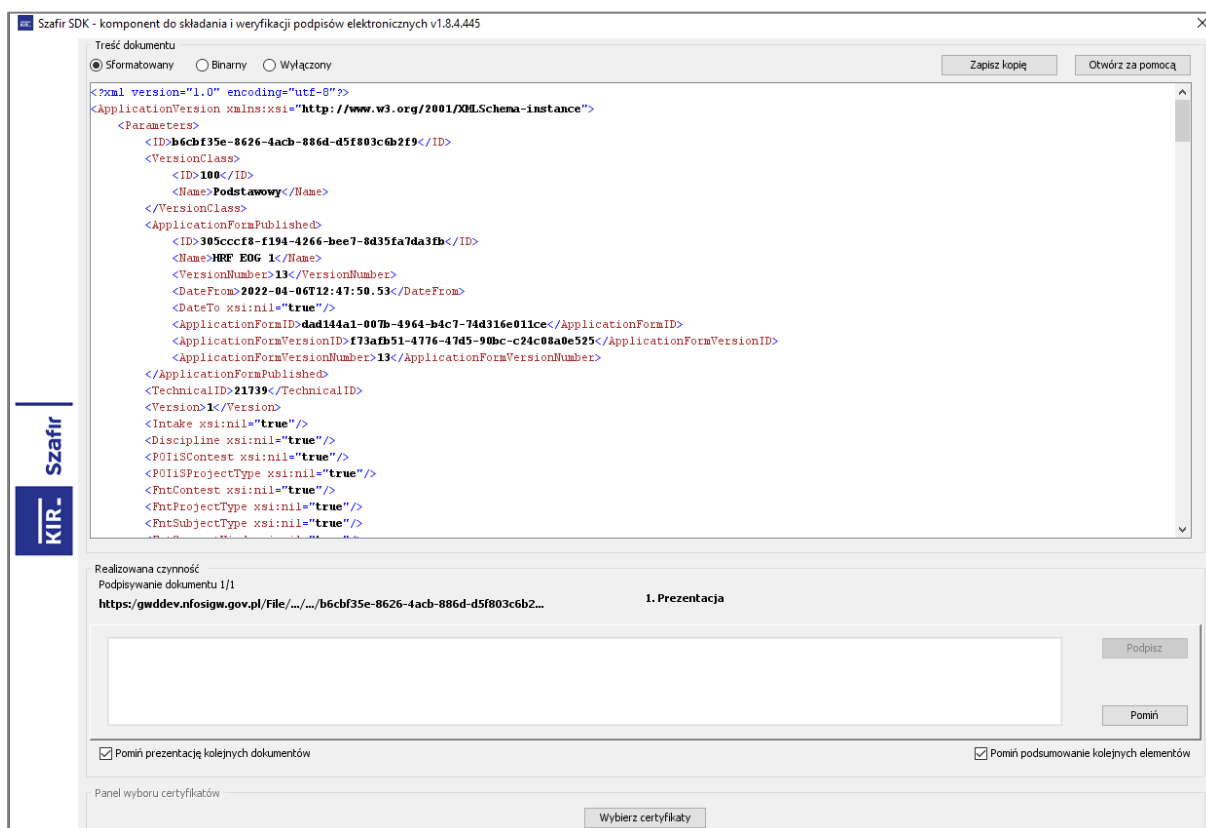 KIR. Szafir SDK - komponent do składania i weryfikacji podpisów elektronicznych v1.8.4.445
Treść dokumentu
Sformatowany Binarny Wyłączony Zapisz kopię Otwórz za pomocą
<?xml version="1.0" encoding="utf-8"?>
<ApplicationVersion xmlns:xsi="http://www.w3.org/2001/XMLSchema-instance">
<Parameters>
<ID>b6cbf35e-8626-4acb-886d-d5f803c6b2f9</ID>
<VersionClass>
<ID>100</ID>
<Name>Podstawowy</Name>
</VersionClass>
<ApplicationFormPublished>
<ID>305cccf8-f194-4266-bee7-8d35fa7da3fb</ID>
<Name>HRF EOG 1</Name>
<VersionNumber>13</VersionNumber>
<DateFrom>2022-04-06T12:47:50.53</DateFrom>
<DateTo xsi:nil="true"/>
<ApplicationFormID>dad144a1-007b-4964-b4c7-74d316e011ce</ApplicationFormID>
<ApplicationFormVersionID>f73afb51-4776-47d5-90bc-c24c08a0e525</ApplicationFormVersionID>
<ApplicationFormVersionNumber>13</ApplicationFormVersionNumber>
</ApplicationFormPublished>
<TechnicalID>21739</TechnicalID>
<Version>1</Version>
<Intake xsi:nil="true"/>
<Discipline xsi:nil="true"/>
<POIiSContest xsi:nil="true"/>
<POIiSProjectType xsi:nil="true"/>
<FntContest xsi:nil="true"/>
<FntProjectType xsi:nil="true"/>
<FntSubjectType xsi:nil="true"/>
KIR. Szafir
Realizowana czynność
Podpisywanie dokumentu 1/1
https:/gwddev.nfosigw.gov.pl/File/.../.../b6cbf35e-8626-4acb-886d-d5f803c6b2... 1. Prezentacja
Podpisz
Pomiń
Pomiń prezentację kolejnych dokumentów Pomiń podsumowanie kolejnych elementów
Panel wyboru certyfikatów
Wybierz certyfikaty